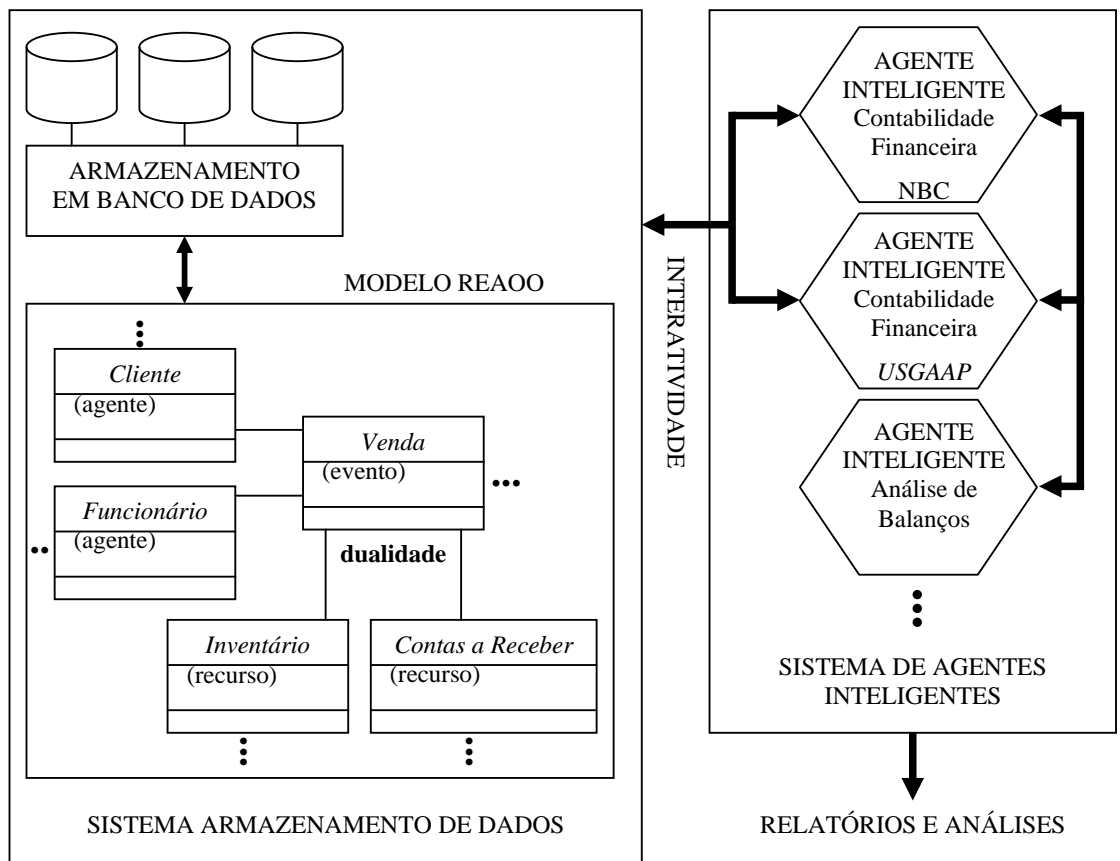 ARMAZENAMENTO
EM BANCO DE DADOS
MODELO REAOO
Cliente
(agente)
Venda
(evento)
Funcionário
(agente)
dualidade
Inventário
(recurso)
Contas a Receber
(recurso)
SISTEMA ARMAZENAMENTO DE DADOS
INTERATIVIDADE
AGENTE
INTELIGENTE
Contabilidade
Financeira
NBC
AGENTE
INTELIGENTE
Contabilidade
Financeira
USGAAP
AGENTE
INTELIGENTE
Análise de
Balanços
SISTEMA DE AGENTES
INTELIGENTES
RELATÓRIOS E ANÁLISES